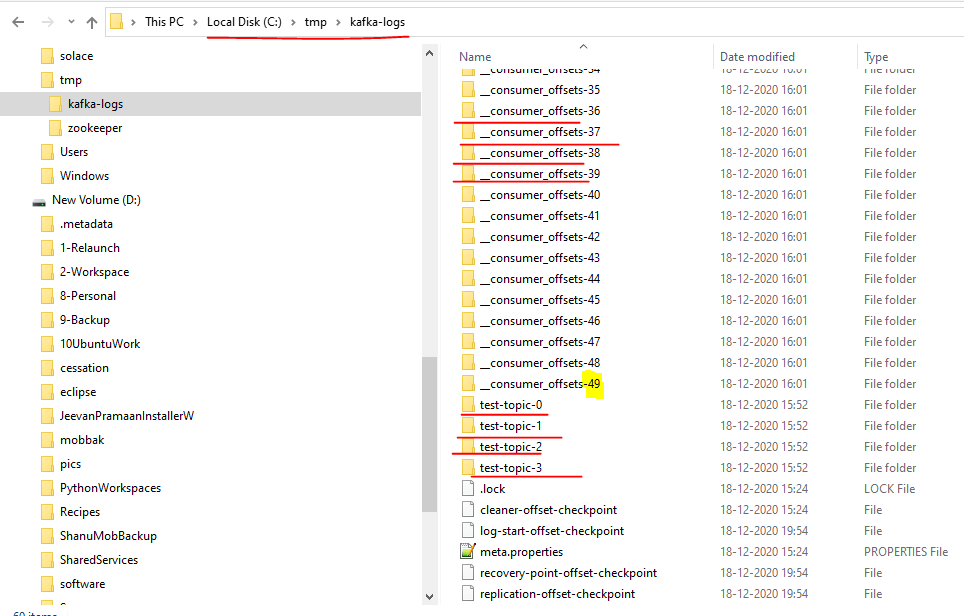 This PC > Local Disk (C:) > tmp > kafka-logs
solace
tmp
kafka-logs
zookeeper
Users
Windows
New Volume (D:)
.metadata
1-Relaunch
2-Workspace
8-Personal
9-Backup
10UbuntuWork
cessation
eclipse
JeevanPramaanInstallerW
mobbak
pics
PythonWorkspaces
Recipes
ShanuMobBackup
SharedServices
software
Name Date modified Type
__consumer_offsets-34 18-12-2020 16:01 File folder
__consumer_offsets-35 18-12-2020 16:01 File folder
__consumer_offsets-36 18-12-2020 16:01 File folder
__consumer_offsets-37 18-12-2020 16:01 File folder
__consumer_offsets-38 18-12-2020 16:01 File folder
__consumer_offsets-39 18-12-2020 16:01 File folder
__consumer_offsets-40 18-12-2020 16:01 File folder
__consumer_offsets-41 18-12-2020 16:01 File folder
__consumer_offsets-42 18-12-2020 16:01 File folder
__consumer_offsets-43 18-12-2020 16:01 File folder
__consumer_offsets-44 18-12-2020 16:01 File folder
__consumer_offsets-45 18-12-2020 16:01 File folder
__consumer_offsets-46 18-12-2020 16:01 File folder
__consumer_offsets-47 18-12-2020 16:01 File folder
__consumer_offsets-48 18-12-2020 16:01 File folder
__consumer_offsets-49 18-12-2020 16:01 File folder
test-topic-0 18-12-2020 15:52 File folder
test-topic-1 18-12-2020 15:52 File folder
test-topic-2 18-12-2020 15:52 File folder
test-topic-3 18-12-2020 15:52 File folder
.lock 18-12-2020 15:24 LOCK File
cleaner-offset-checkpoint 18-12-2020 15:24 File
log-start-offset-checkpoint 18-12-2020 19:54 File
meta.properties 18-12-2020 15:24 PROPERTIES File
recovery-point-offset-checkpoint 18-12-2020 19:54 File
replication-offset-checkpoint 18-12-2020 19:54 File